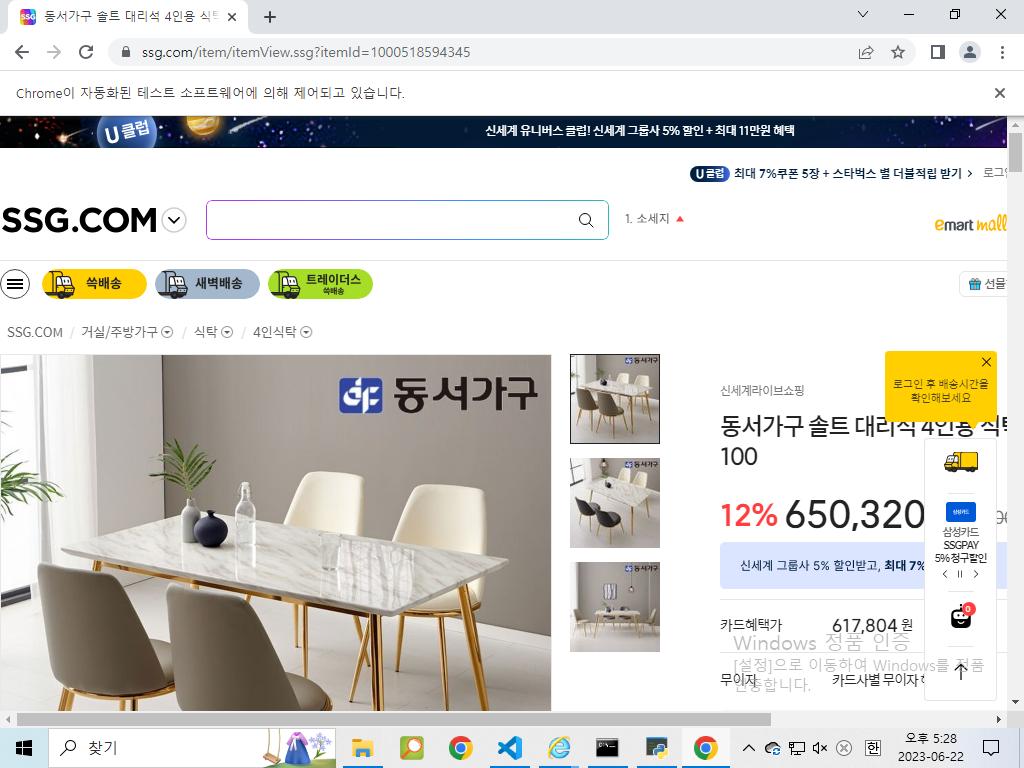 동서가구 솔트 대리석 4인용 식탁
ssg.com/item/itemView.ssg?itemId=1000518594345
Chrome이 자동화된 테스트 소프트웨어에 의해 제어되고 있습니다.
U클럽
신세계 유니버스 클럽! 신세계 그룹사 5% 할인 + 최대 11만원 혜택
U클럽 최대 7%쿠폰 5장 + 스타벅스 별 더블적립 받기 > 로그인
SSG.COM
1. 소세지
emart mall
쓱배송
새벽배송
트레이더스
쓱배송
선물
SSG.COM / 거실/주방가구 / 식탁 / 4인식탁
동서가구
로그인 후 배송시간을
확인해보세요
신세계라이브쇼핑
동서가구 솔트 대리석 4인용 식탁
100
12% 650,320
삼성카드
삼성카드
SSGPAY
5% 청구할인
신세계 그룹사 5% 할인받고, 최대 7%
0
카드혜택가 617,804 원
Windows 정품 인증
[설정]으로 이동하여 Windows를 정품
인증합니다.
무이자 카드사별 무이자
찾기
오후 5:28
한
2023-06-22